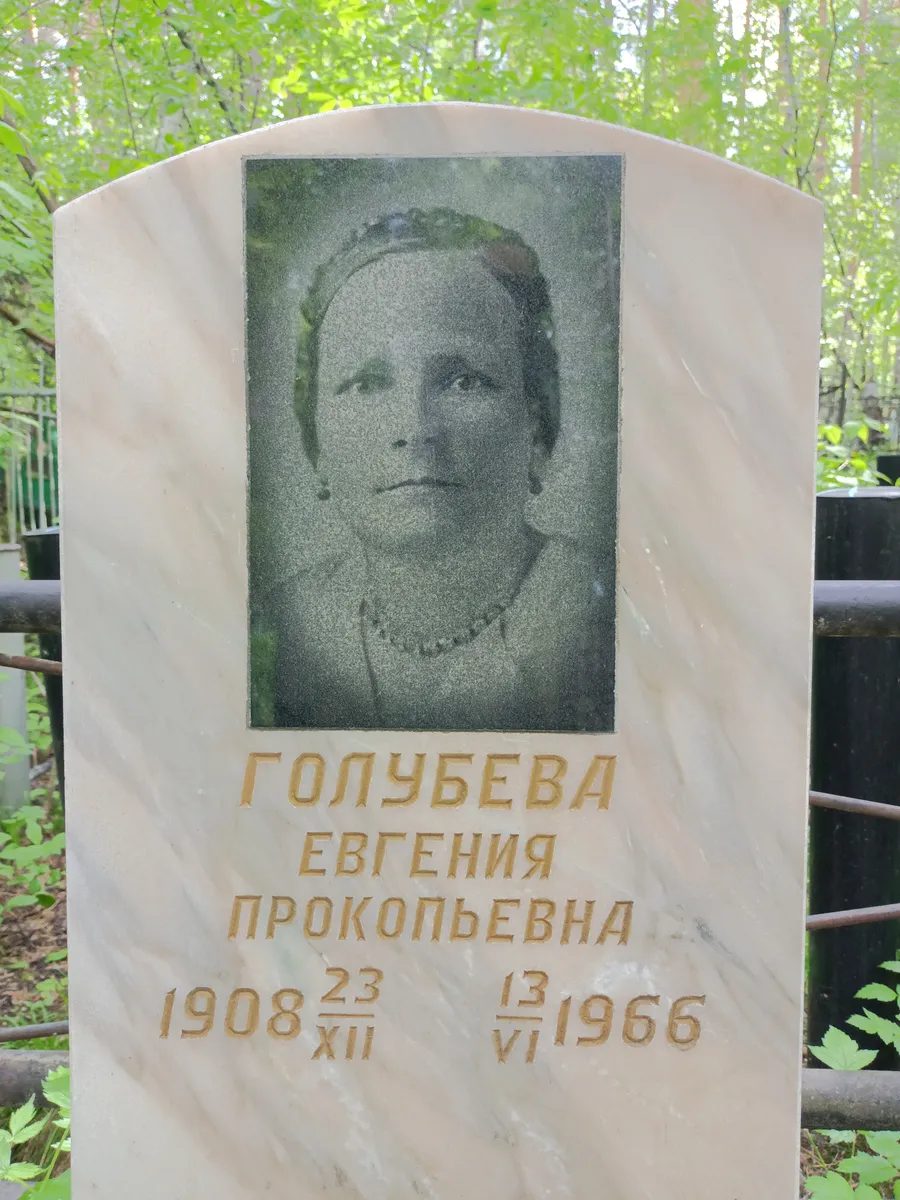 ГОЛУБЕВА
ЕВГЕНИЯ
ПРОКОПЬЕВНА
1908 23/XII 13/VI 1966